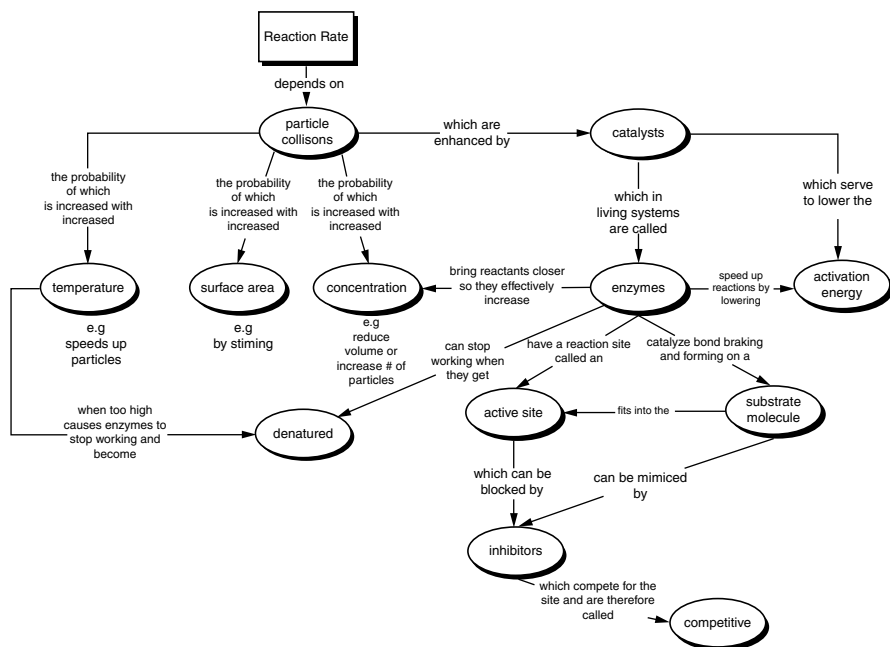 Reaction Rate
depends on
particle
collisons
which are
enhanced by
catalysts
the probability
of which
is increased with
increased
the probability
of which
is increased with
increased
the probability
of which
is increased with
increased
which in
living systems
are called
which serve
to lower the
temperature
surface area
concentration
bring reactants closer
so they effectively
increase
enzymes
speed up
reactions by
lowering
activation
energy
e.g
speeds up
particles
e.g
by stiming
e.g
reduce
volume or
increase # of
particles
can stop
working when
they get
have a reaction site
called an
catalyze bond braking
and forming on a
when too high
causes enzymes to
stop working and
become
denatured
active site
fits into the
substrate
molecule
which can be
blocked by
can be mimiced
by
inhibitors
which compete for the
site and are therefore
called
competitive